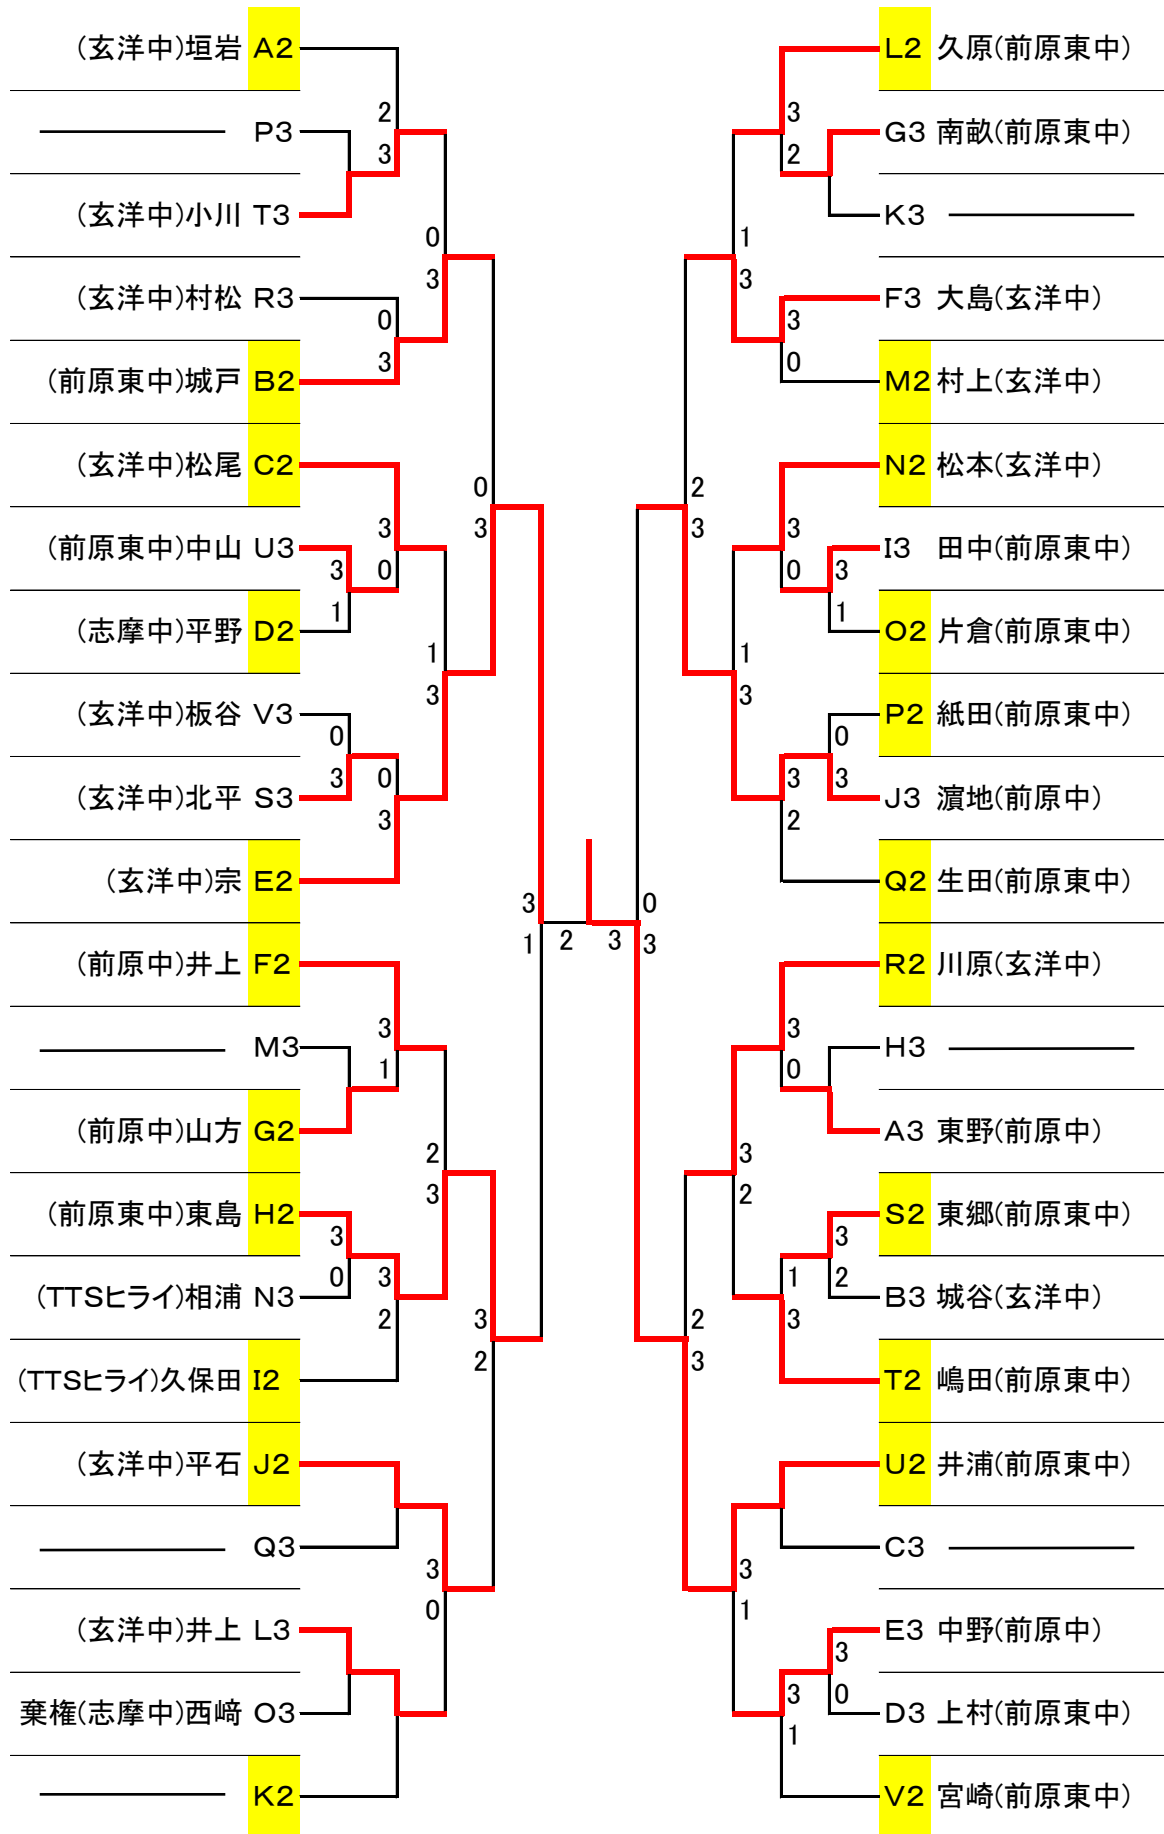 (玄洋中)垣岩 A2
P3
(玄洋中)小川 T3
(玄洋中)村松 R3
(前原東中)城戸 B2
(玄洋中)松尾 C2
(前原東中)中山 U3
(志摩中)平野 D2
(玄洋中)板谷 V3
(玄洋中)北平 S3
(玄洋中)宗 E2
(前原中)井上 F2
M3
(前原中)山方 G2
(前原東中)東島 H2
(TTSヒライ)相浦 N3
(TTSヒライ)久保田 I2
(玄洋中)平石 J2
Q3
(玄洋中)井上 L3
棄権(志摩中)西﨑 O3
K2
2
3
0
3
0
3
3
0
3
1
0
3
0
3
1
3
0
3
3
1
3
0
3
2
2
3
3
0
3
2
3
1
2
3
0
3
L2 久原(前原東中)
G3 南畝(前原東中)
K3
F3 大島(玄洋中)
M2 村上(玄洋中)
N2 松本(玄洋中)
I3 田中(前原東中)
O2 片倉(前原東中)
P2 紙田(前原東中)
J3 濵地(前原中)
Q2 生田(前原東中)
R2 川原(玄洋中)
H3
A3 東野(前原中)
S2 東郷(前原東中)
B3 城谷(玄洋中)
T2 嶋田(前原東中)
U2 井浦(前原東中)
C3
E3 中野(前原中)
D3 上村(前原東中)
V2 宮崎(前原東中)
3
2
1
3
3
0
2
3
3
0
3
1
1
3
0
3
3
2
3
0
3
2
3
2
1
3
2
3
3
1
3
0
3
1